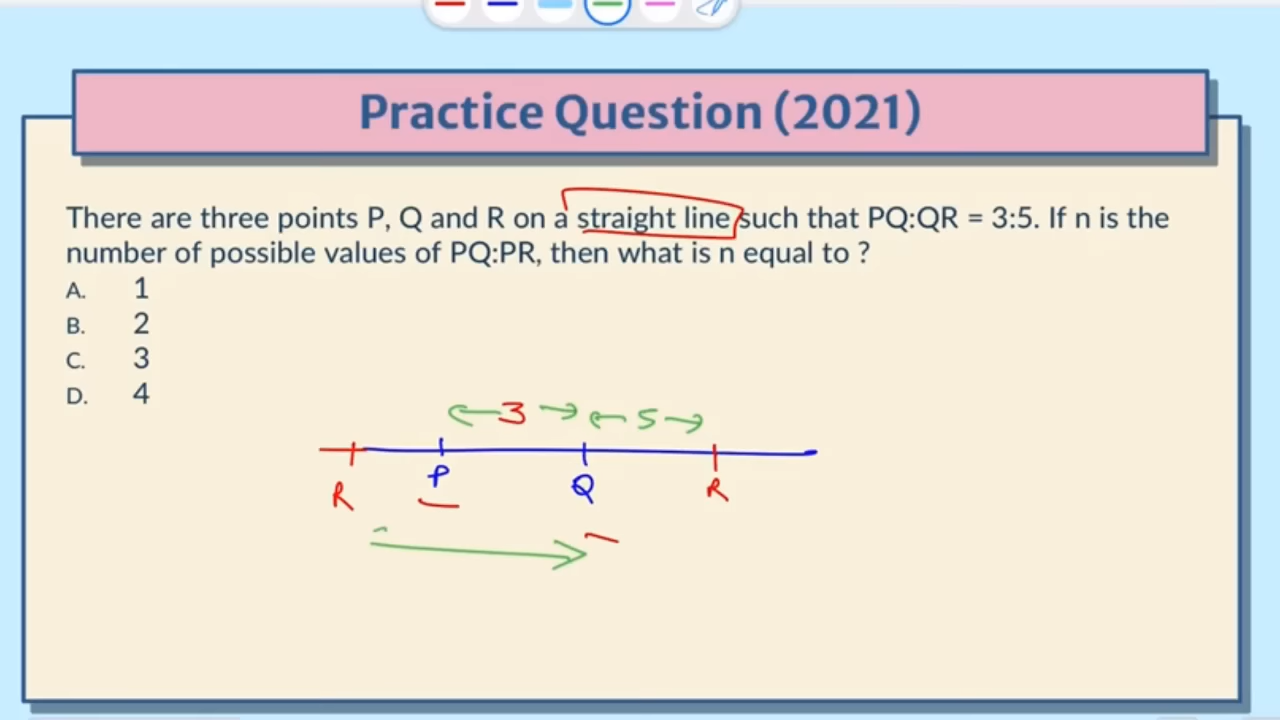 Practice Question (2021)
There are three points P, Q and R on a straight line such that PQ:QR = 3:5. If n is the
number of possible values of PQ:PR, then what is n equal to ?
A. 1
B. 2
C. 3
D. 4
3 5
R P Q R